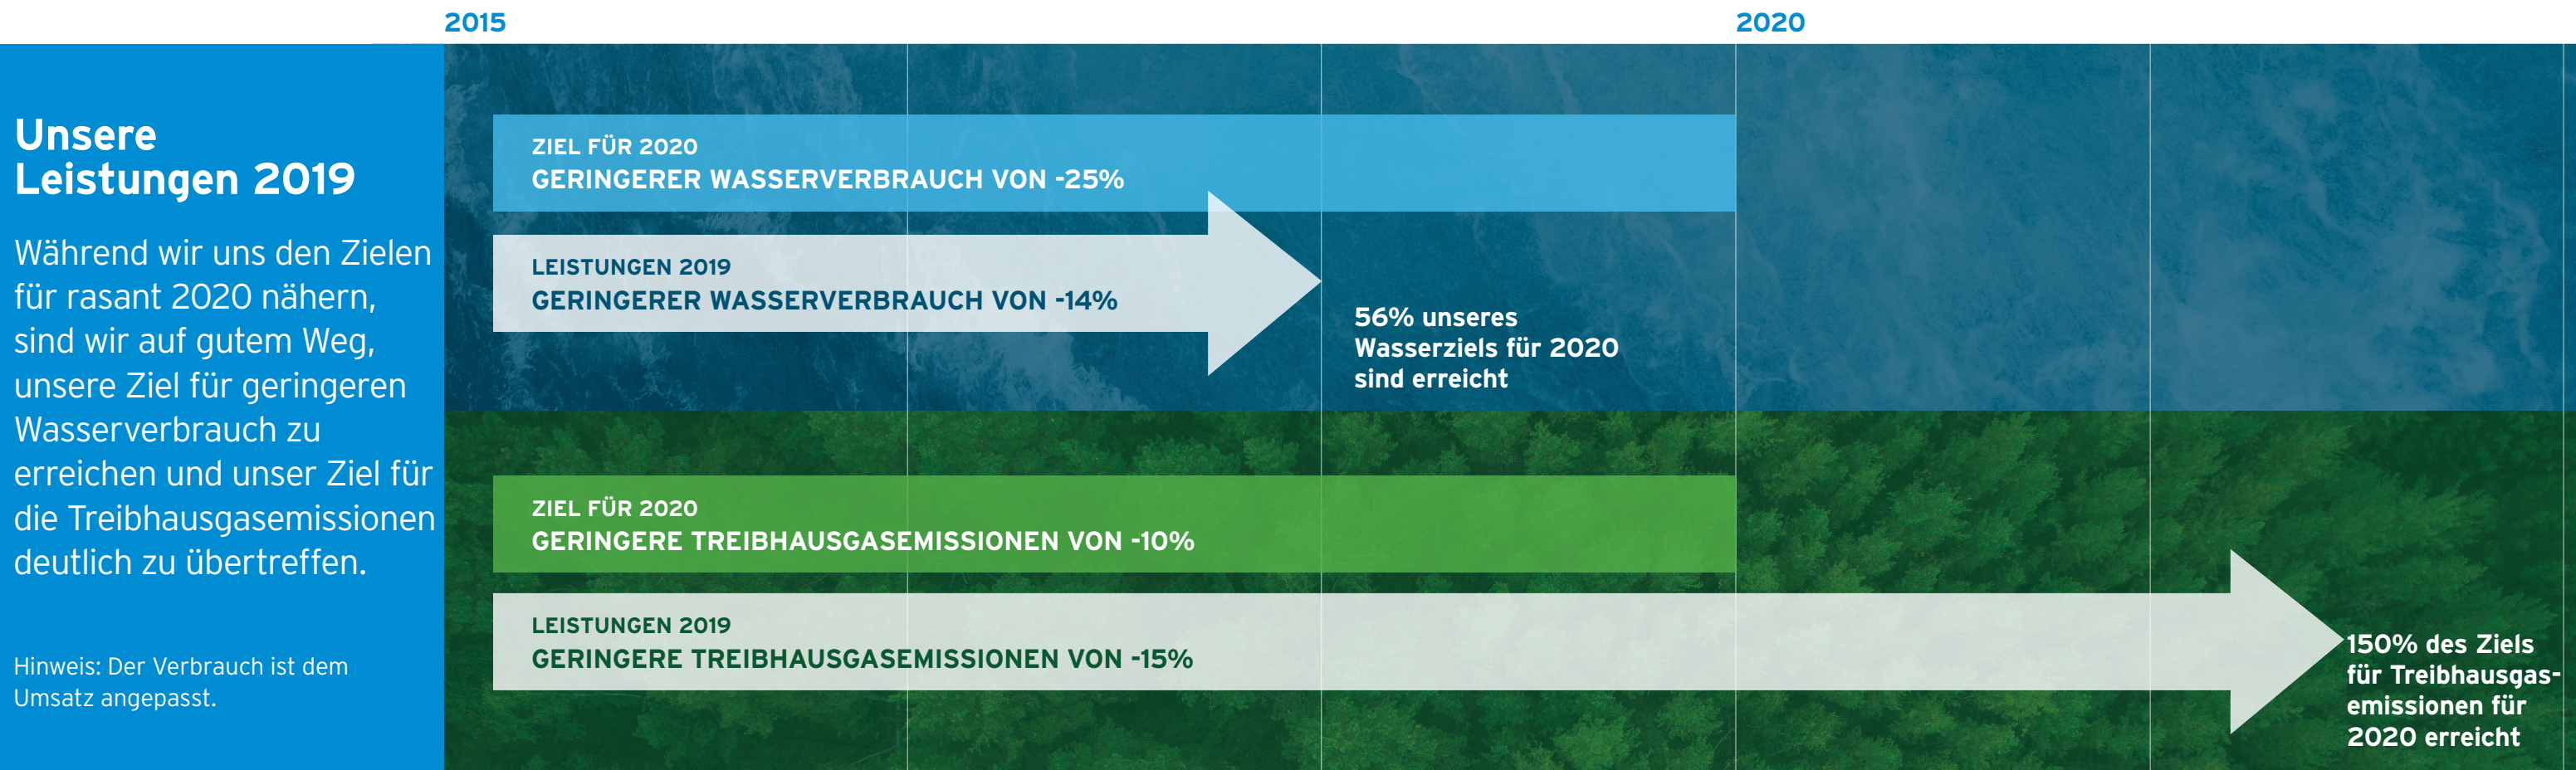 2015
2020
Unsere
Leistungen 2019
Während wir uns den Zielen
für rasant 2020 nähern,
sind wir auf gutem Weg,
unsere Ziel für geringeren
Wasserverbrauch zu
erreichen und unser Ziel für
die Treibhausgasemissionen
deutlich zu übertreffen.
Hinweis: Der Verbrauch ist dem
Umsatz angepasst.
ZIEL FÜR 2020
GERINGERER WASSERVERBRAUCH VON -25%
LEISTUNGEN 2019
GERINGERER WASSERVERBRAUCH VON -14%
56% unseres
Wasserziels für 2020
sind erreicht
ZIEL FÜR 2020
GERINGERE TREIBHAUSGASEMISSIONEN VON -10%
LEISTUNGEN 2019
GERINGERE TREIBHAUSGASEMISSIONEN VON -15%
150% des Ziels
für Treibhausgas-
emissionen für
2020 erreicht